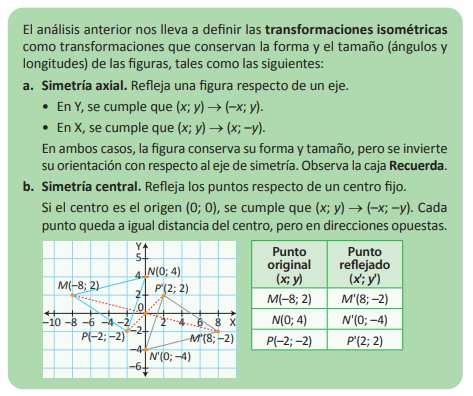 El análisis anterior nos lleva a definir las transformaciones isométricas
como transformaciones que conservan la forma y el tamaño (ángulos y
longitudes) de las figuras, tales como las siguientes:
a. Simetría axial. Refleja una figura respecto de un eje.
• En Y, se cumple que (x; y) → (–x; y).
• En X, se cumple que (x; y) → (x; –y).
En ambos casos, la figura conserva su forma y tamaño, pero se invierte
su orientación con respecto al eje de simetría. Observa la caja Recuerda.
b. Simetría central. Refleja los puntos respecto de un centro fijo.
Si el centro es el origen (0; 0), se cumple que (x; y) → (–x; –y). Cada
punto queda a igual distancia del centro, pero en direcciones opuestas.
Y
5
4
N(0; 4)
M(–8; 2)
2
P'(2; 2)
0
–10 –8 –6 –4 –2 2 4 6 8 X
P(–2; –2)
–2
M'(8; –2)
–4
N'(0; –4)
–6
Punto original (x; y) Punto reflejado (x'; y')
M(–8; 2) M'(8; –2)
N(0; 4) N'(0; –4)
P(–2; –2) P'(2; 2)